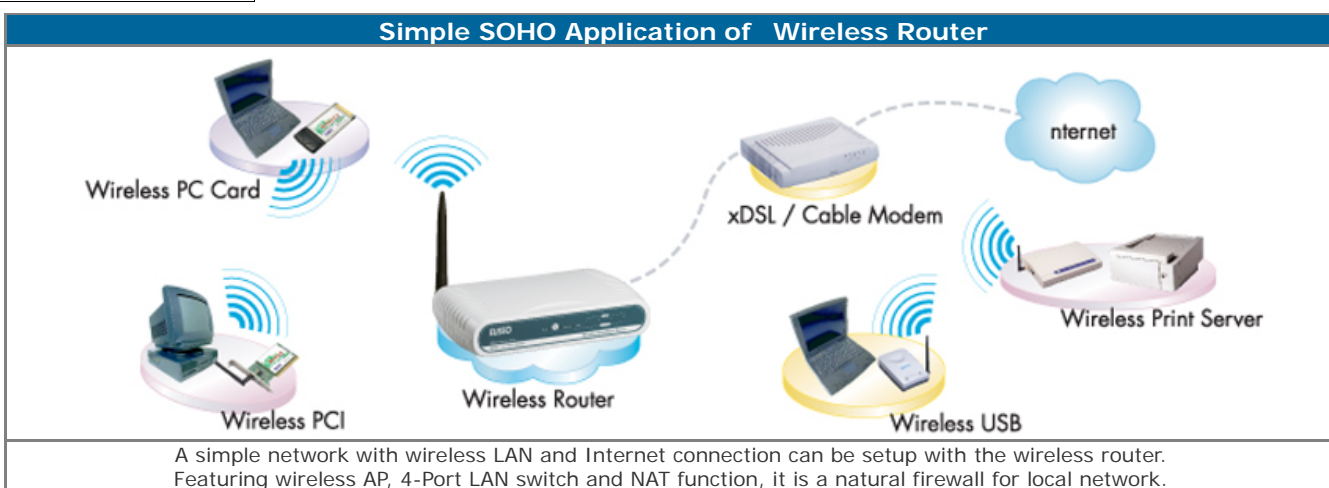 Simple SOHO Application of Wireless Router
nternet
Wireless PC Card
xDSL / Cable Modem
Wireless Print Server
Wireless Router
Wireless PCI
Wireless USB
A simple network with wireless LAN and Internet connection can be setup with the wireless router.
Featuring wireless AP, 4-Port LAN switch and NAT function, it is a natural firewall for local network.